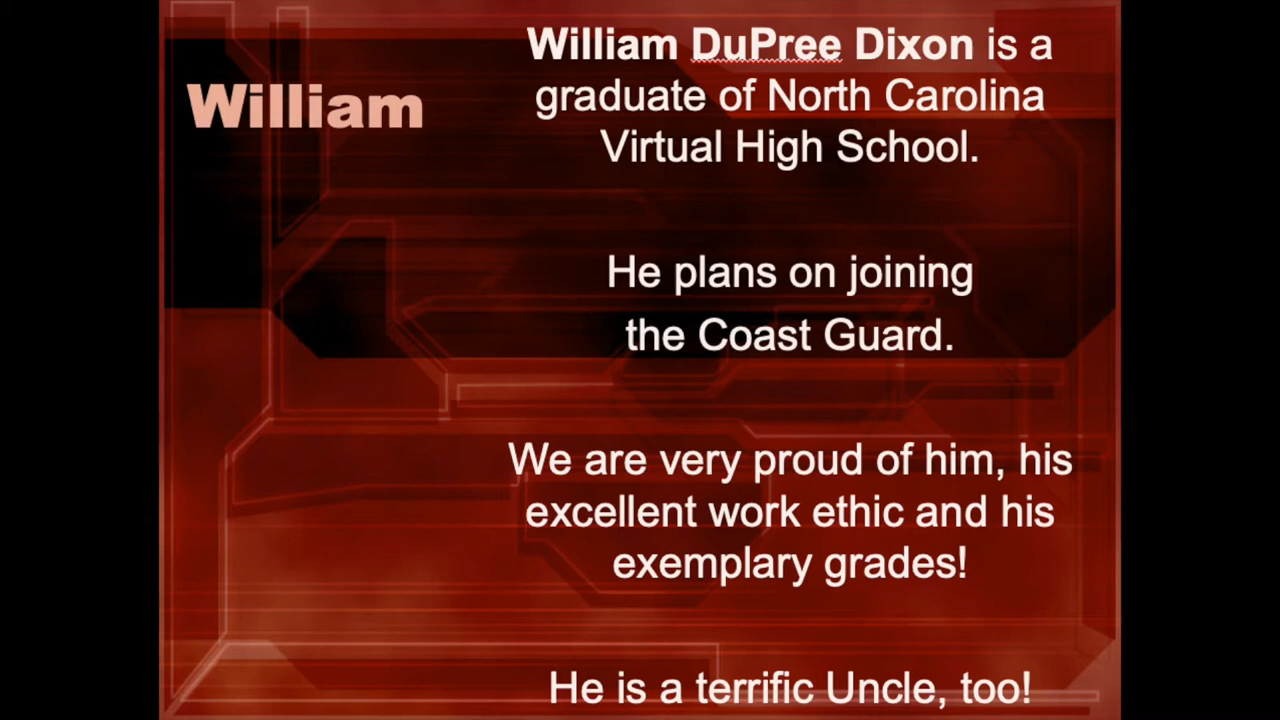 William
William DuPree Dixon is a
graduate of North Carolina
Virtual High School.
He plans on joining
the Coast Guard.
We are very proud of him, his
excellent work ethic and his
exemplary grades!
He is a terrific Uncle, too!